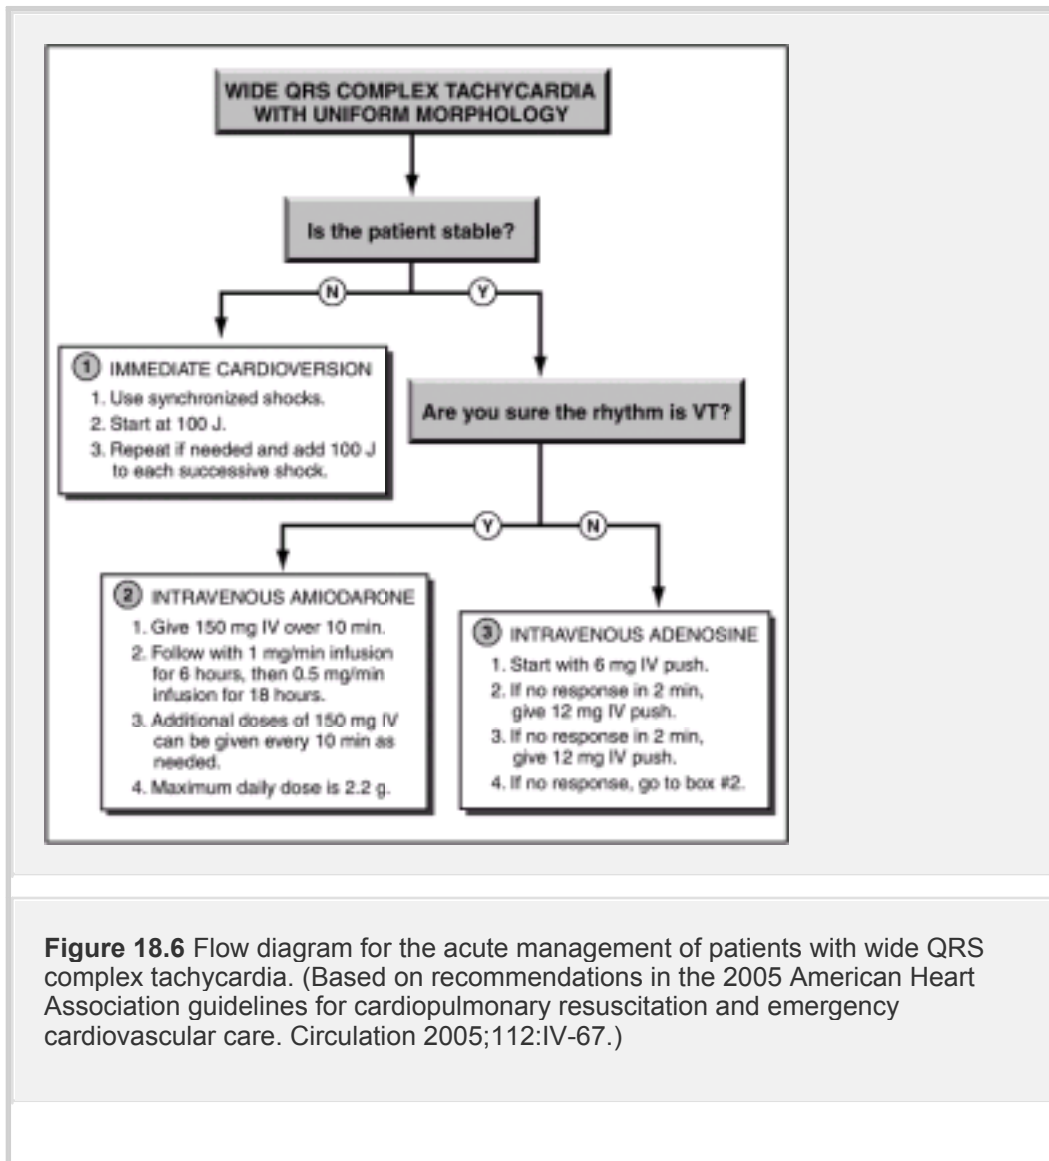 WIDE QRS COMPLEX TACHYCARDIA
WITH UNIFORM MORPHOLOGY
Is the patient stable?
N
Y
1 IMMEDIATE CARDIOVERSION
1. Use synchronized shocks.
2. Start at 100 J.
3. Repeat if needed and add 100 J
to each successive shock.
Are you sure the rhythm is VT?
Y
N
2 INTRAVENOUS AMIODARONE
1. Give 150 mg IV over 10 min.
2. Follow with 1 mg/min infusion
for 6 hours, then 0.5 mg/min
infusion for 18 hours.
3. Additional doses of 150 mg IV
can be given every 10 min as
needed.
4. Maximum daily dose is 2.2 g.
3 INTRAVENOUS ADENOSINE
1. Start with 6 mg IV push.
2. If no response in 2 min,
give 12 mg IV push.
3. If no response in 2 min,
give 12 mg IV push.
4. If no response, go to box #2.
Figure 18.6 Flow diagram for the acute management of patients with wide QRS
complex tachycardia. (Based on recommendations in the 2005 American Heart
Association guidelines for cardiopulmonary resuscitation and emergency
cardiovascular care. Circulation 2005;112:IV-67.)